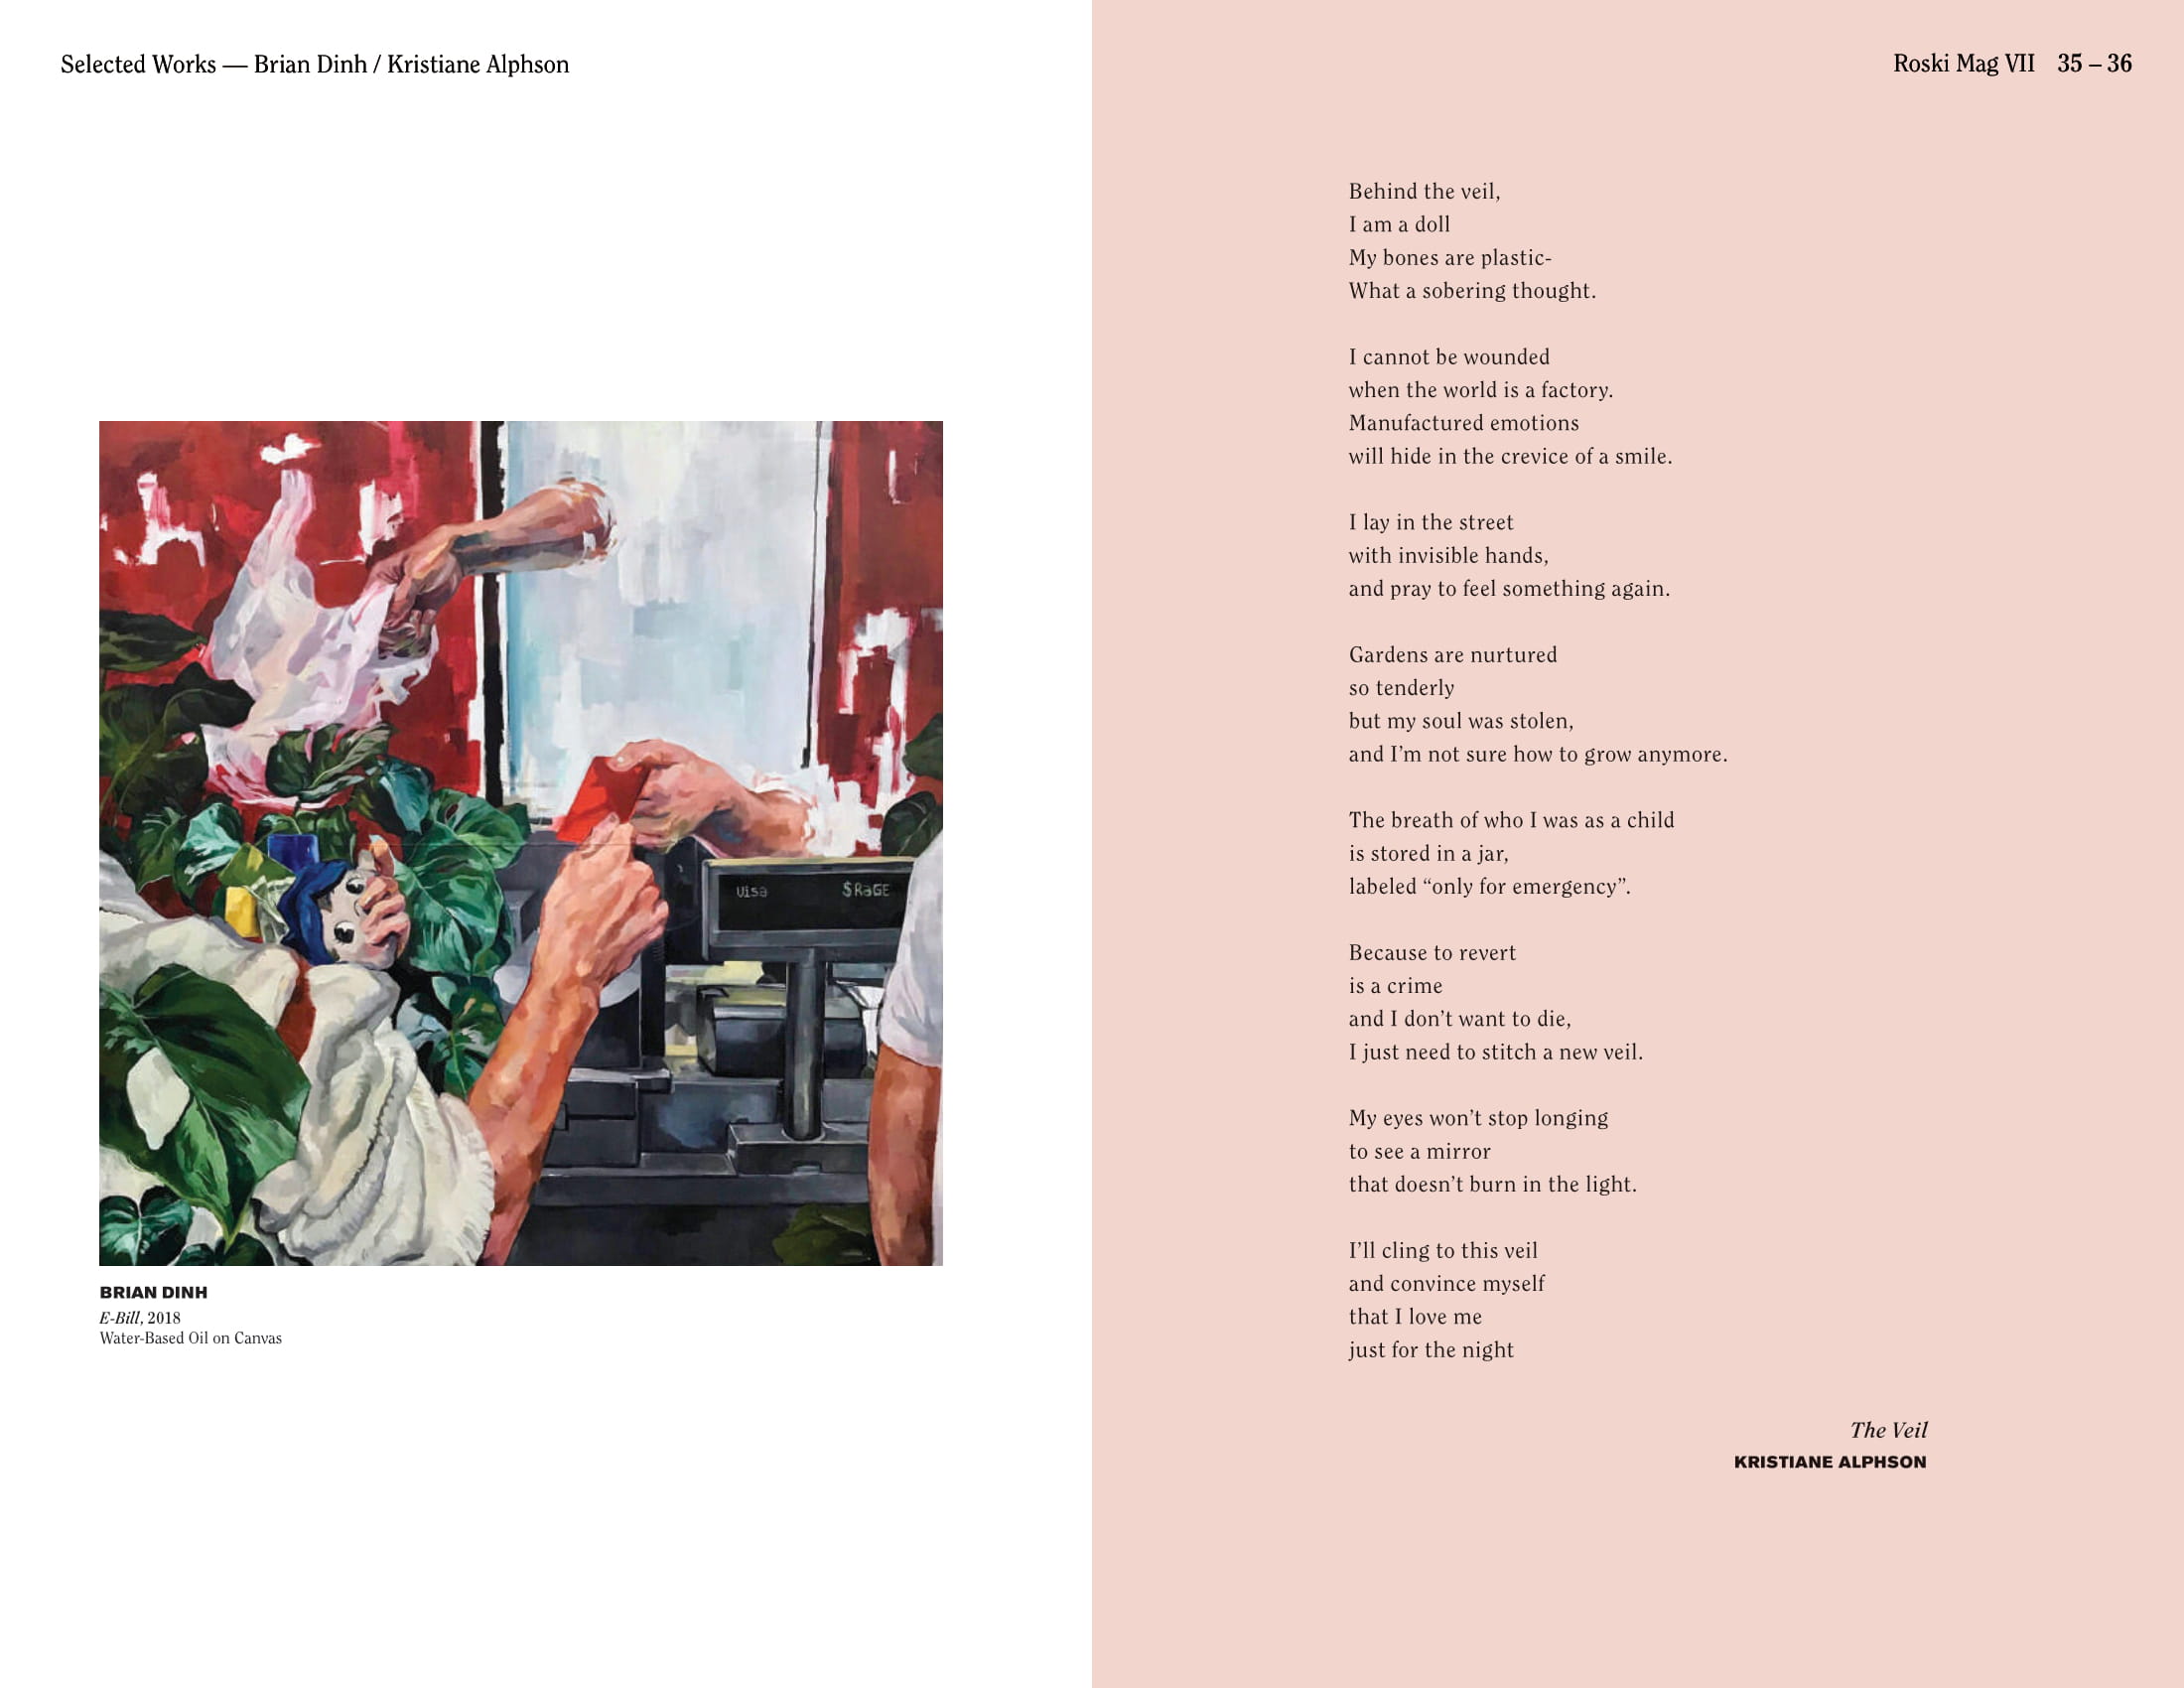 Selected Works — Brian Dinh / Kristiane Alphson
Roski Mag VII 35 – 36
Visa $RaGE
BRIAN DINH
E-Bill, 2018
Water-Based Oil on Canvas
Behind the veil,
I am a doll
My bones are plastic-
What a sobering thought.
I cannot be wounded
when the world is a factory.
Manufactured emotions
will hide in the crevice of a smile.
I lay in the street
with invisible hands,
and pray to feel something again.
Gardens are nurtured
so tenderly
but my soul was stolen,
and I’m not sure how to grow anymore.
The breath of who I was as a child
is stored in a jar,
labeled “only for emergency”.
Because to revert
is a crime
and I don’t want to die,
I just need to stitch a new veil.
My eyes won’t stop longing
to see a mirror
that doesn’t burn in the light.
I’ll cling to this veil
and convince myself
that I love me
just for the night
The Veil
KRISTIANE ALPHSON